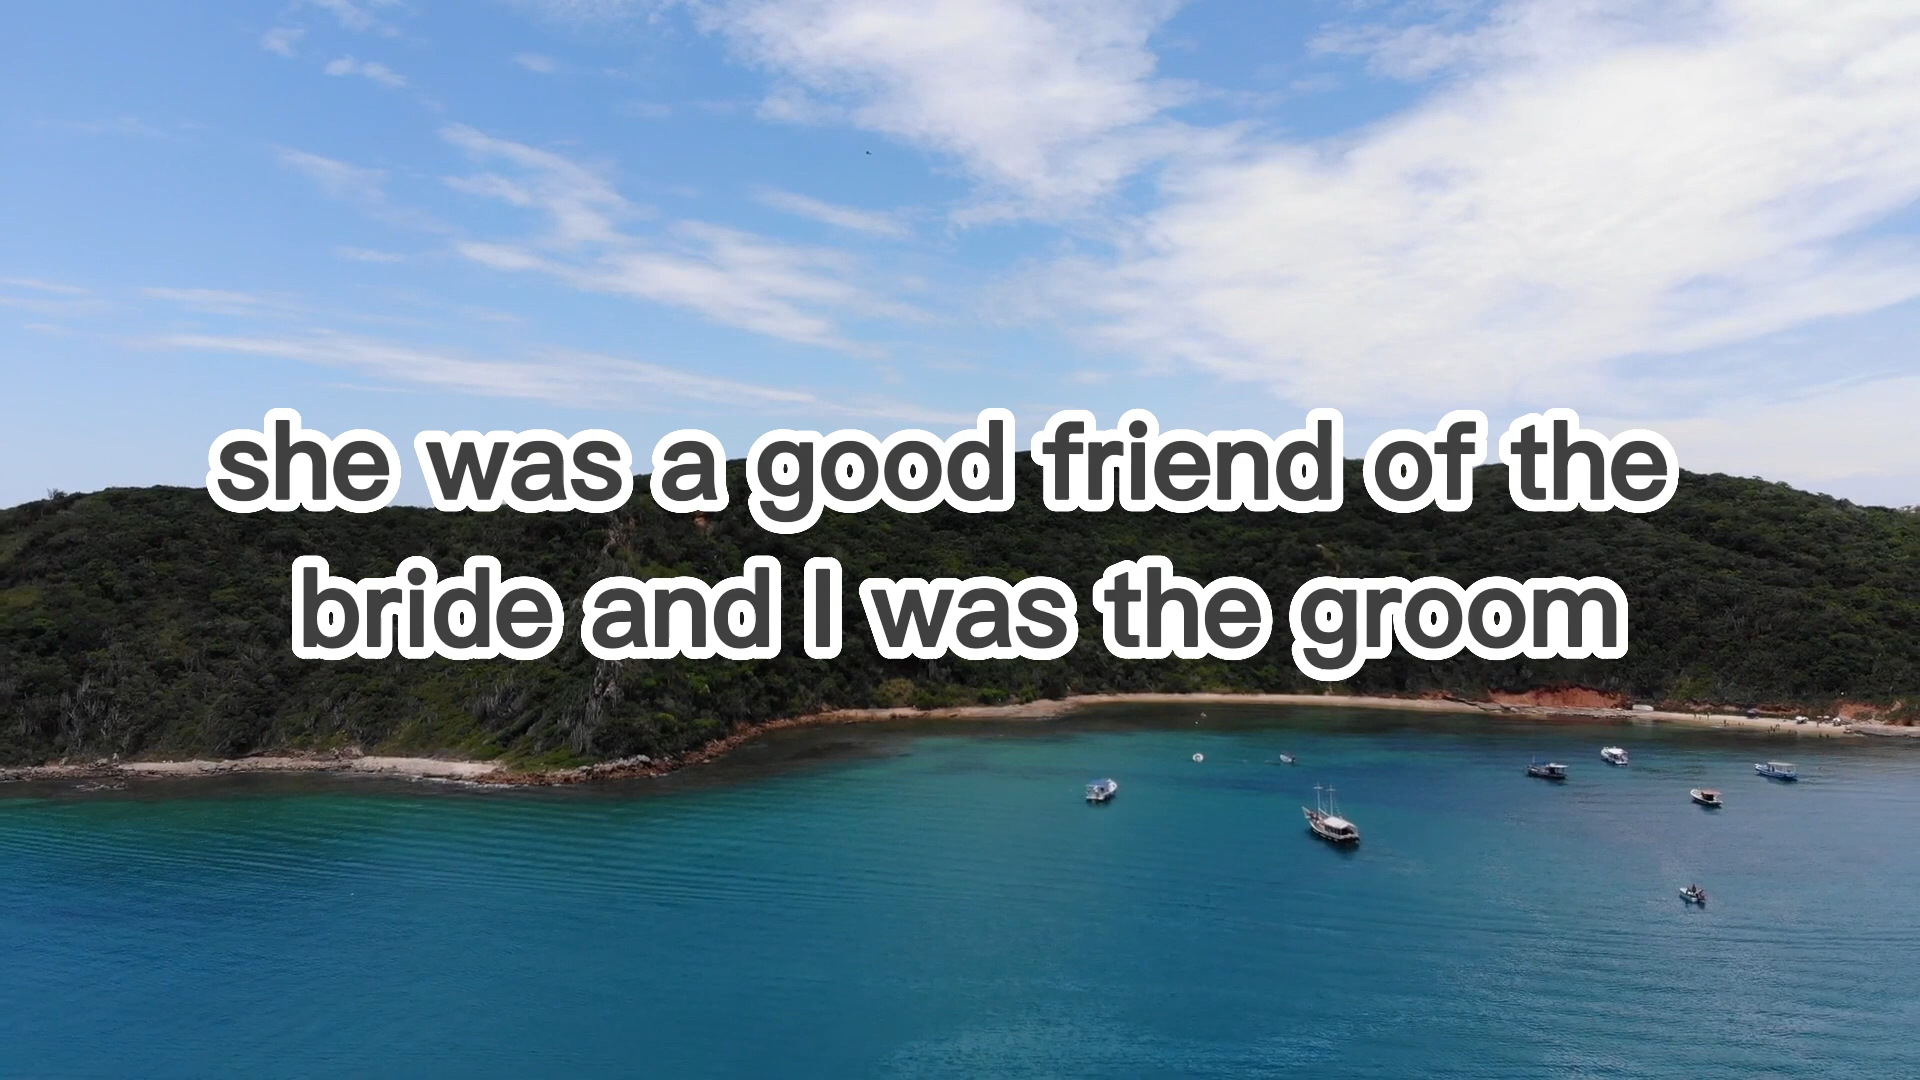 she was a good friend of the
bride and I was the groom